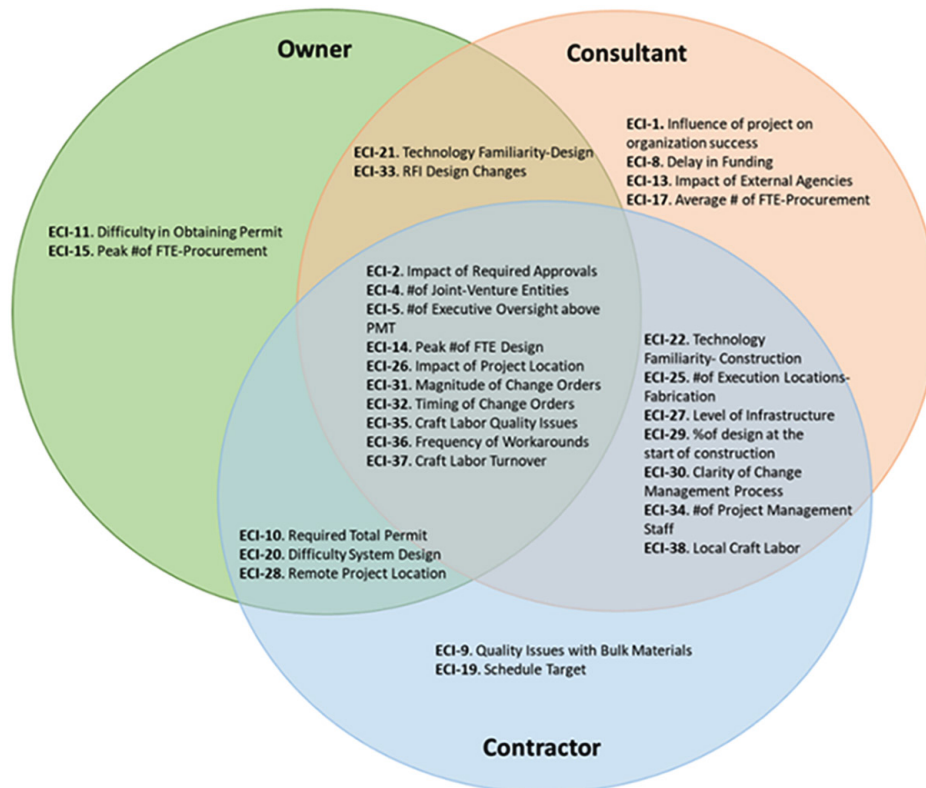 Owner
Consultant
ECI-1. Influence of project on
organization success
ECI-8. Delay in Funding
ECI-13. Impact of External Agencies
ECI-17. Average # of FTE-Procurement
ECI-21. Technology Familiarity-Design
ECI-33. RFI Design Changes
ECI-11. Difficulty in Obtaining Permit
ECI-15. Peak #of FTE-Procurement
ECI-2. Impact of Required Approvals
ECI-4. #of Joint-Venture Entities
ECI-5. #of Executive Oversight above
PMT
ECI-14. Peak #of FTE Design
ECI-26. Impact of Project Location
ECI-31. Magnitude of Change Orders
ECI-32. Timing of Change Orders
ECI-35. Craft Labor Quality Issues
ECI-36. Frequency of Workarounds
ECI-37. Craft Labor Turnover
ECI-22. Technology
Familiarity- Construction
ECI-25. #of Execution Locations-
Fabrication
ECI-27. Level of Infrastructure
ECI-29. %of design at the
start of construction
ECI-30. Clarity of Change
Management Process
ECI-34. #of Project Management
Staff
ECI-38. Local Craft Labor
ECI-10. Required Total Permit
ECI-20. Difficulty System Design
ECI-28. Remote Project Location
ECI-9. Quality Issues with Bulk Materials
ECI-19. Schedule Target
Contractor